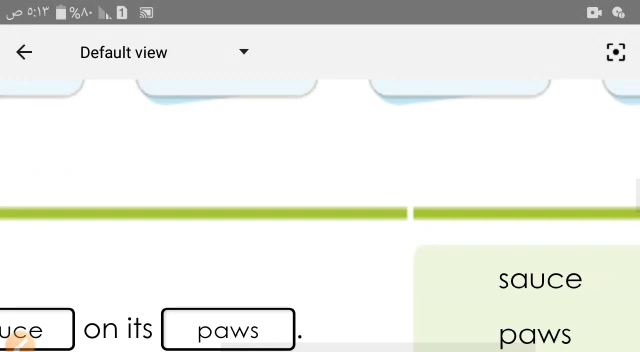 %٨٠ ٥:١٣ ص
Default view
sauce
uce on its paws.
paws